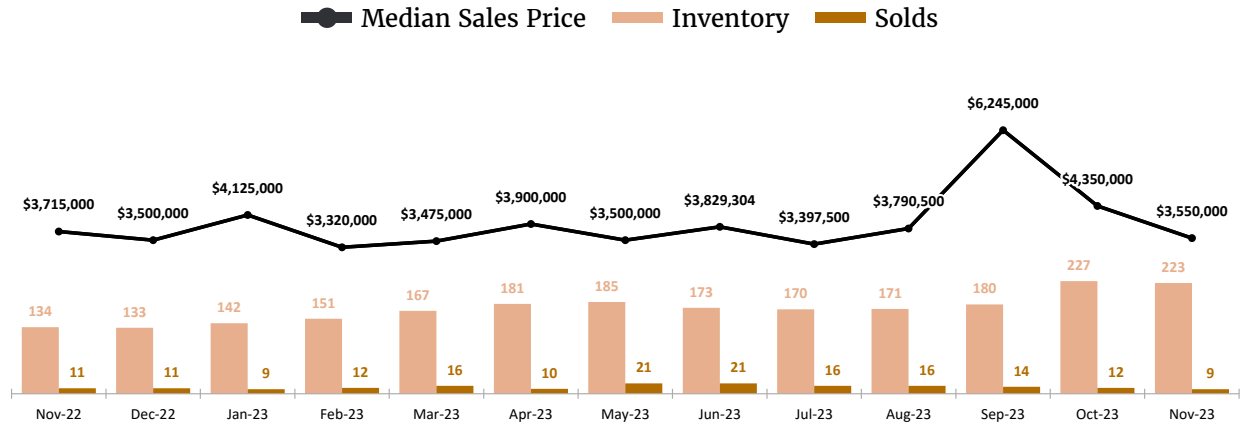 Median Sales Price Inventory Solds
$6,245,000
$4,125,000
$3,715,000 $3,500,000 $3,320,000 $3,475,000 $3,900,000 $3,500,000 $3,829,304 $3,397,500 $3,790,500 $4,350,000 $3,550,000
134 133 142 151 167 181 185 173 170 171 180 227 223
11 11 9 12 16 10 21 21 16 16 14 12 9
Nov-22 Dec-22 Jan-23 Feb-23 Mar-23 Apr-23 May-23 Jun-23 Jul-23 Aug-23 Sep-23 Oct-23 Nov-23